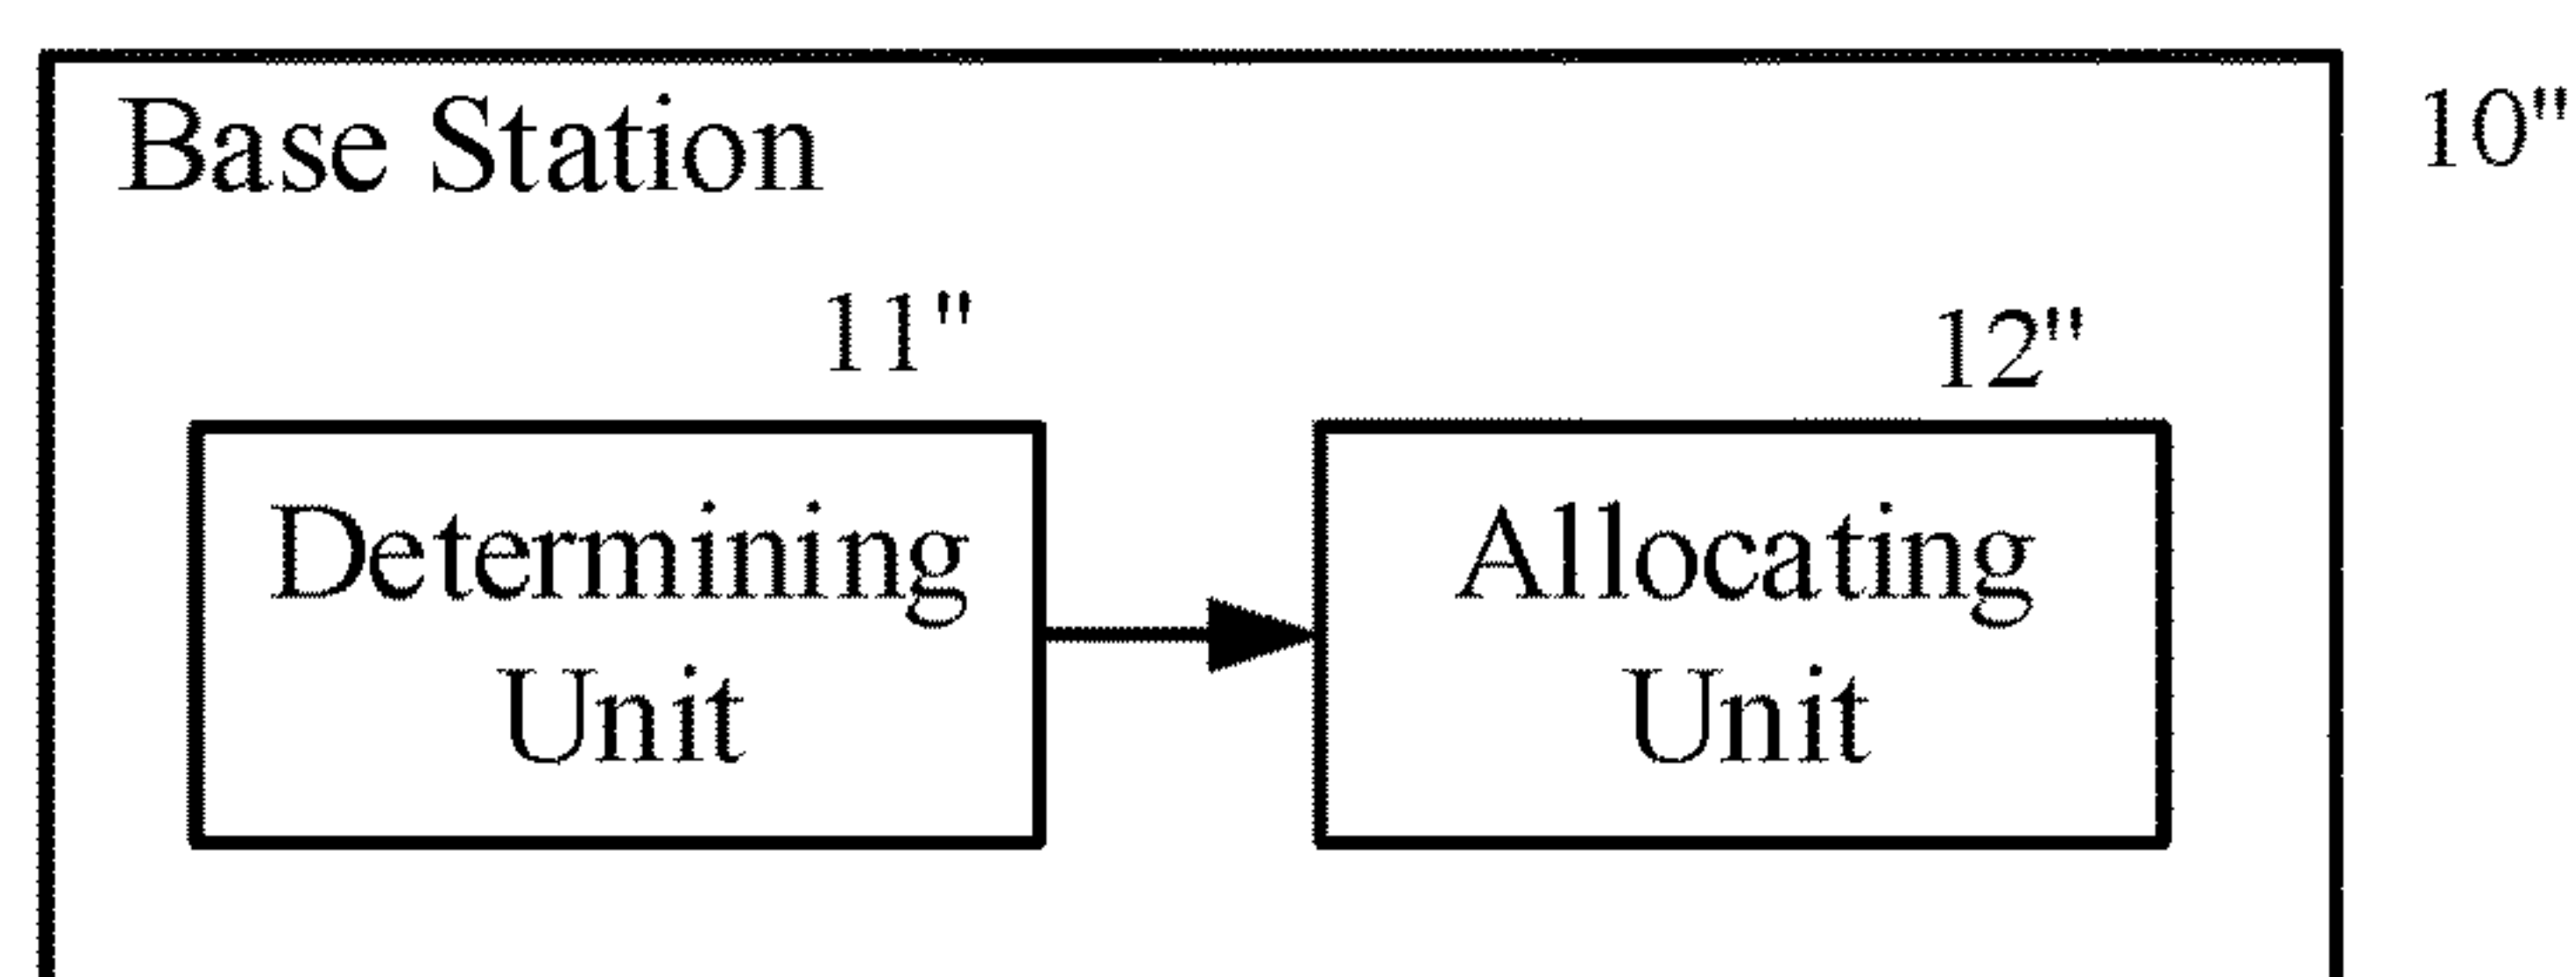 Base Station
10"
11"
12"
Determining
Unit
Allocating
Unit